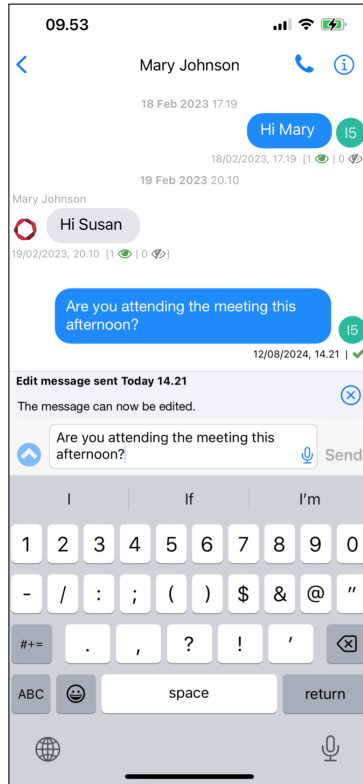 09.53
Mary Johnson
18 Feb 2023 17.19
Hi Mary
I5
18/02/2023, 17.19 [1 | 0
19 Feb 2023 20.10
Mary Johnson
Hi Susan
19/02/2023, 20.10 [1 | 0 ]
Are you attending the meeting this
afternoon?
I5
12/08/2024, 14.21 |
Edit message sent Today 14.21
The message can now be edited.
Are you attending the meeting this
afternoon?
Send
I If I'm
1 2 3 4 5 6 7 8 9 0
- / : ; ( ) $ & @ "
#+= . , ? ! '
ABC space return